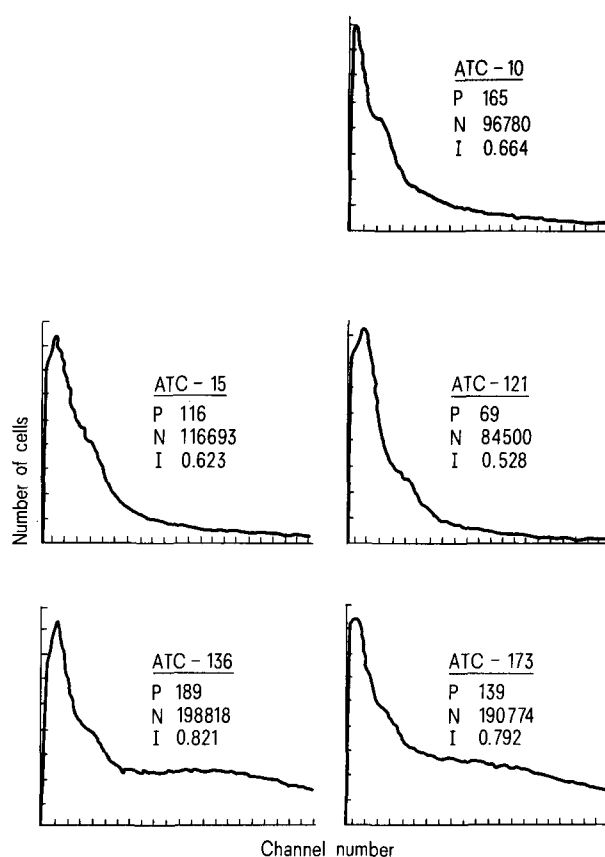 ATC – 10
P 165
N 96780
I 0.664
ATC – 15
P 116
N 116693
I 0.623
ATC – 121
P 69
N 84500
I 0.528
Number of cells
ATC – 136
P 189
N 198818
I 0.821
ATC – 173
P 139
N 190774
I 0.792
Channel number